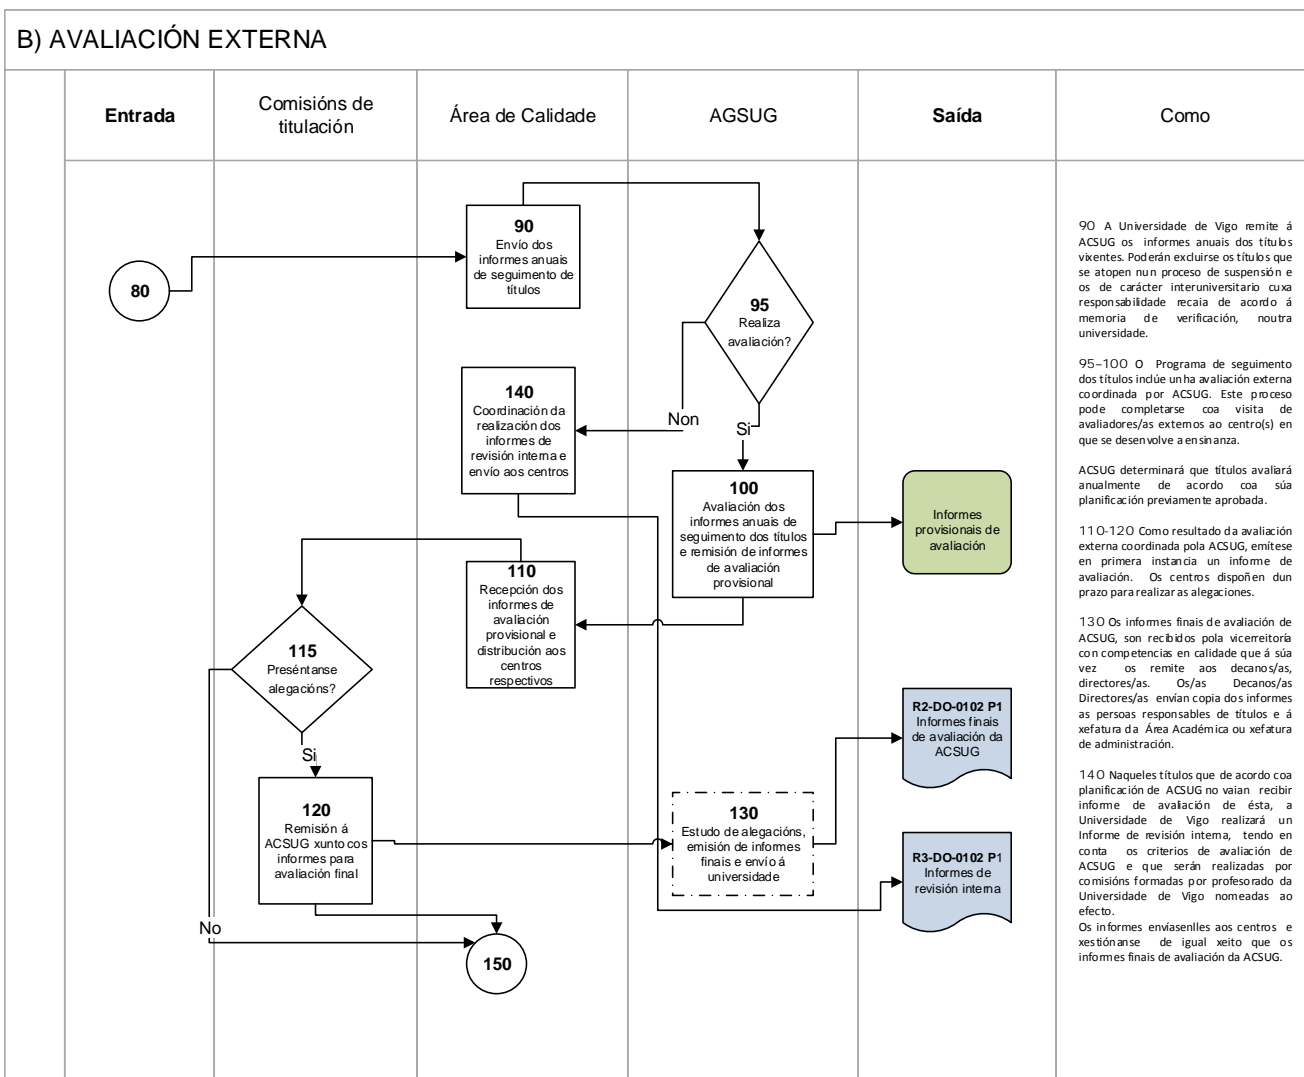 B) AVALIACIÓN EXTERNA
Entrada
Comisións de
titulación
Área de Calidade
AGSUG
Saída
Como
80
90
Envío dos
informes anuais
de seguimento de
títulos
95
Realiza
avaliación?
Non
Si
140
Coordinación da
realización dos
informes de
revisión interna e
envío aos centros
100
Avaliación dos
informes anuais de
seguimento dos títulos
e remisión de informes
de avaliación
provisional
Informes
provisionais de
avaliación
110
Recepción dos
informes de
avaliación
provisional e
distribución aos
centros
respectivos
115
Preséntanse
alegacións?
Si
No
120
Remisión á
ACSUG xunto cos
informes para
avaliación final
130
Estudo de alegacións,
emisión de informes
finais e envío á
universidade
R2-DO-0102 P1
Informes finais
de avaliación da
ACSUG
R3-DO-0102 P1
Informes de
revisión interna
150
90 A Universidade de Vigo remite á
ACSUG os informes anuais dos títulos
vixentes. Poderán excluirse os títulos que
se atopen nun proceso de suspensión e
os de carácter interuniversitario cuxa
responsabilidade recaia de acordo á
memoria de verificación, noutra
universidade.
95–100 O Programa de seguimento
dos títulos inclúe unha avaliación externa
coordinada por ACSUG. Este proceso
pode completarse coa visita de
avaliadores/as externos ao centro(s) en
que se desenvolve a ensinanza.
ACSUG determinará que títulos avaliará
anualmente de acordo coa súa
planificación previamente aprobada.
110-120 Como resultado da avaliación
externa coordinada pola ACSUG, emítese
en primera instancia un informe de
avaliación. Os centros dispoñen dun
prazo para realizar as alegaciones.
130 Os informes finais de avaliación de
ACSUG, son recibidos pola vicerreitoría
con competencias en calidade que á súa
vez os remite aos decanos/as,
directores/as. Os/as Decanos/as
Directores/as envían copia dos informes
as persoas responsables de títulos e á
xefatura da Área Académica ou xefatura
de administración.
140 Naqueles títulos que de acordo coa
planificación de ACSUG no vaian recibir
informe de avaliación de ésta, a
Universidade de Vigo realizará un
Informe de revisión interna, tendo en
conta os criterios de avaliación de
ACSUG e que serán realizadas por
comisións formadas por profesorado da
Universidade de Vigo nomeadas ao
efecto.
Os informes envíaselles aos centros e
xestiónanse de igual xeito que os
informes finais de avaliación da ACSUG.